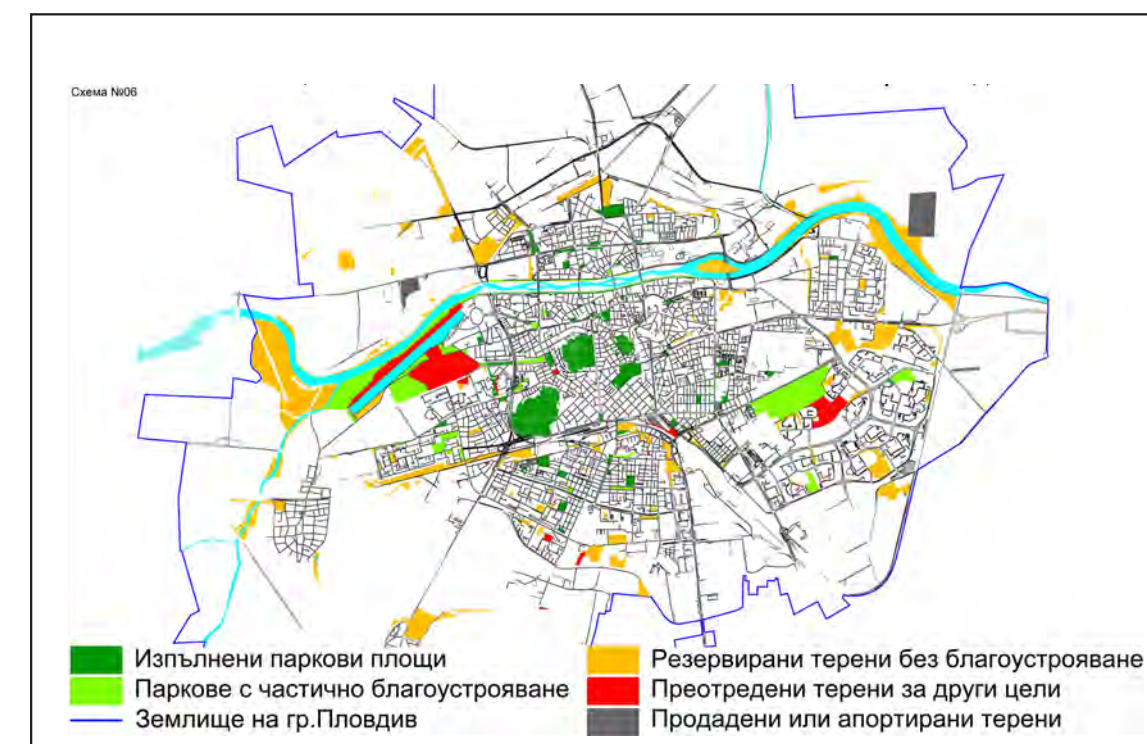 Схема №06
Изпълнени паркови площи
Паркове с частично благоустрояване
Землище на гр.Пловдив
Резервирани терени без благоустрояване
Преотредени терени за други цели
Продадени или апортирани терени